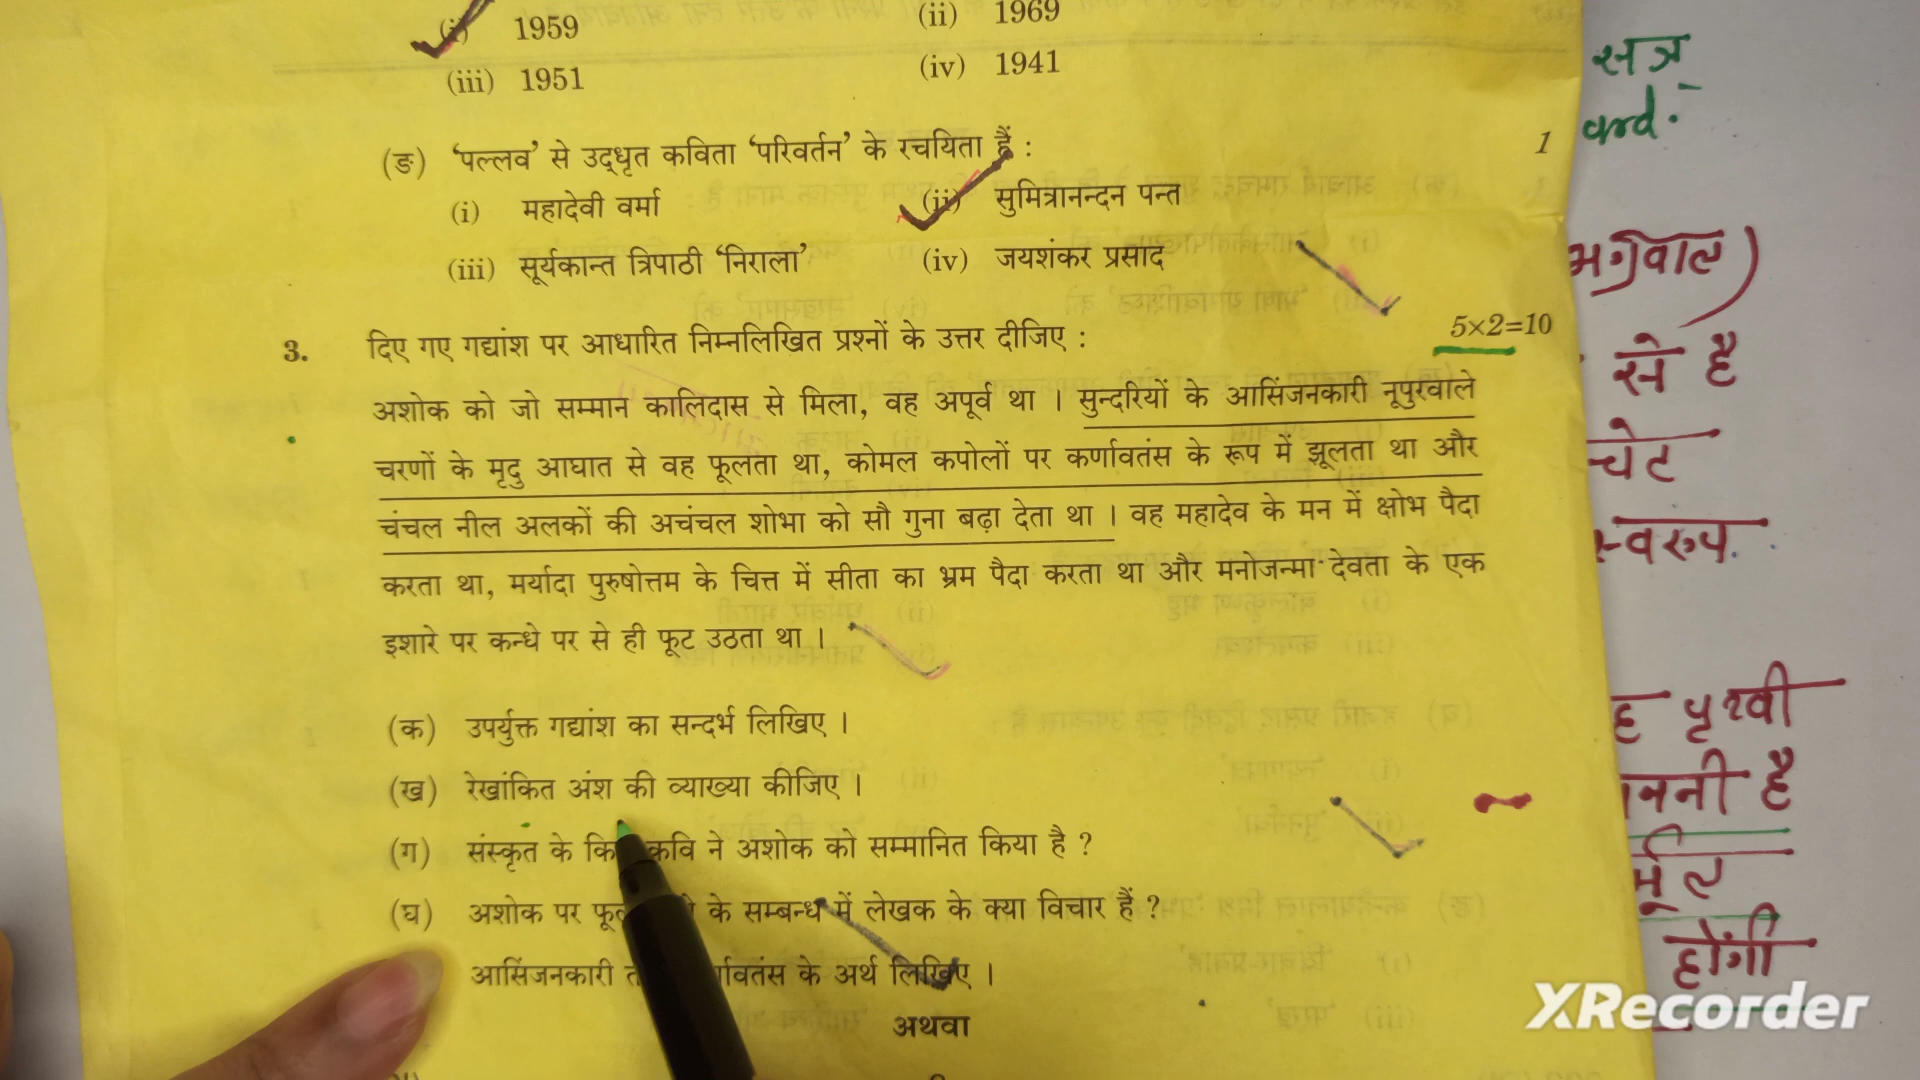 (i) 1959 (ii) 1969
(iii) 1951 (iv) 1941
(ङ) ‘पल्लव’ से उद्धृत कविता ‘परिवर्तन’ के रचयिता हैं : 1
(i) महादेवी वर्मा (ii) सुमित्रानन्दन पन्त
(iii) सूर्यकान्त त्रिपाठी ‘निराला’ (iv) जयशंकर प्रसाद
3. दिए गए गद्यांश पर आधारित निम्नलिखित प्रश्नों के उत्तर दीजिए : 5×2=10
अशोक को जो सम्मान कालिदास से मिला, वह अपूर्व था । सुन्दरियों के आसिंजनकारी नूपुरवाले
चरणों के मृदु आघात से वह फूलता था, कोमल कपोलों पर कर्णावतंस के रूप में झूलता था और
चंचल नील अलकों की अचंचल शोभा को सौ गुना बढ़ा देता था । वह महादेव के मन में क्षोभ पैदा
करता था, मर्यादा पुरुषोत्तम के चित्त में सीता का भ्रम पैदा करता था और मनोजन्मा देवता के एक
इशारे पर कन्धे पर से ही फूट उठता था ।
(क) उपर्युक्त गद्यांश का सन्दर्भ लिखिए ।
(ख) रेखांकित अंश की व्याख्या कीजिए ।
(ग) संस्कृत के कवि ने अशोक को सम्मानित किया है ?
(घ) अशोक पर के सम्बन्ध में लेखक के क्या विचार हैं ?
आसिंजनकारी के अर्थ लिखिए ।
अथवा
सत्र
से है
चेट
स्वरुप
पृथ्वी
है
होंगी
XRecorder